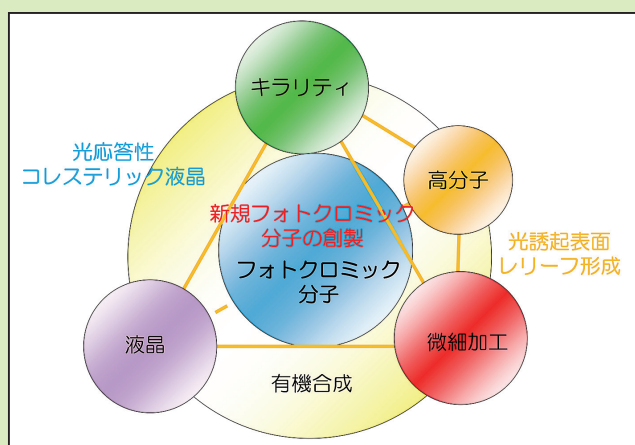 キラリティ
光応答性
コレステリック液晶
高分子
新規フォトクロミック
分子の創製
フォトクロミック
分子
光誘起表面
レリーフ形成
液晶
微細加工
有機合成